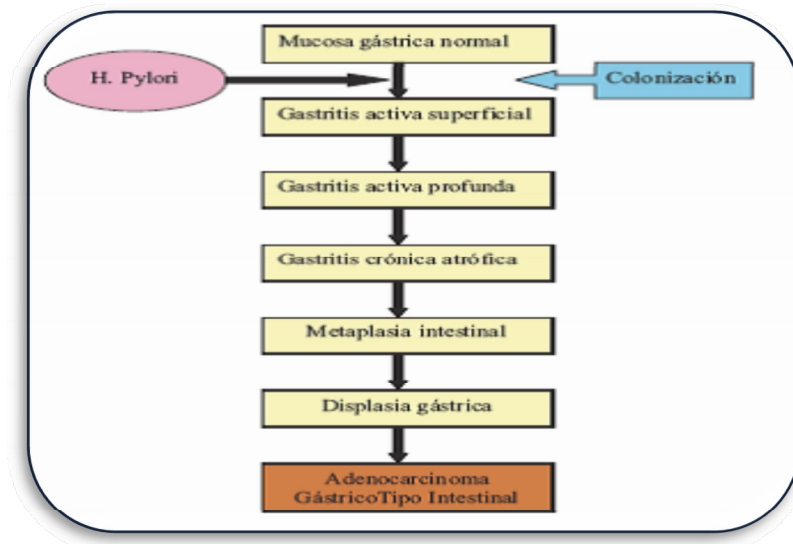 Mucosa gástrica normal
H. Pylori
Colonización
Gastritis activa superficial
Gastritis activa profunda
Gastritis crónica atrófica
Metaplasia intestinal
Displasia gástrica
Adenocarcinoma
GástricoTipo Intestinal